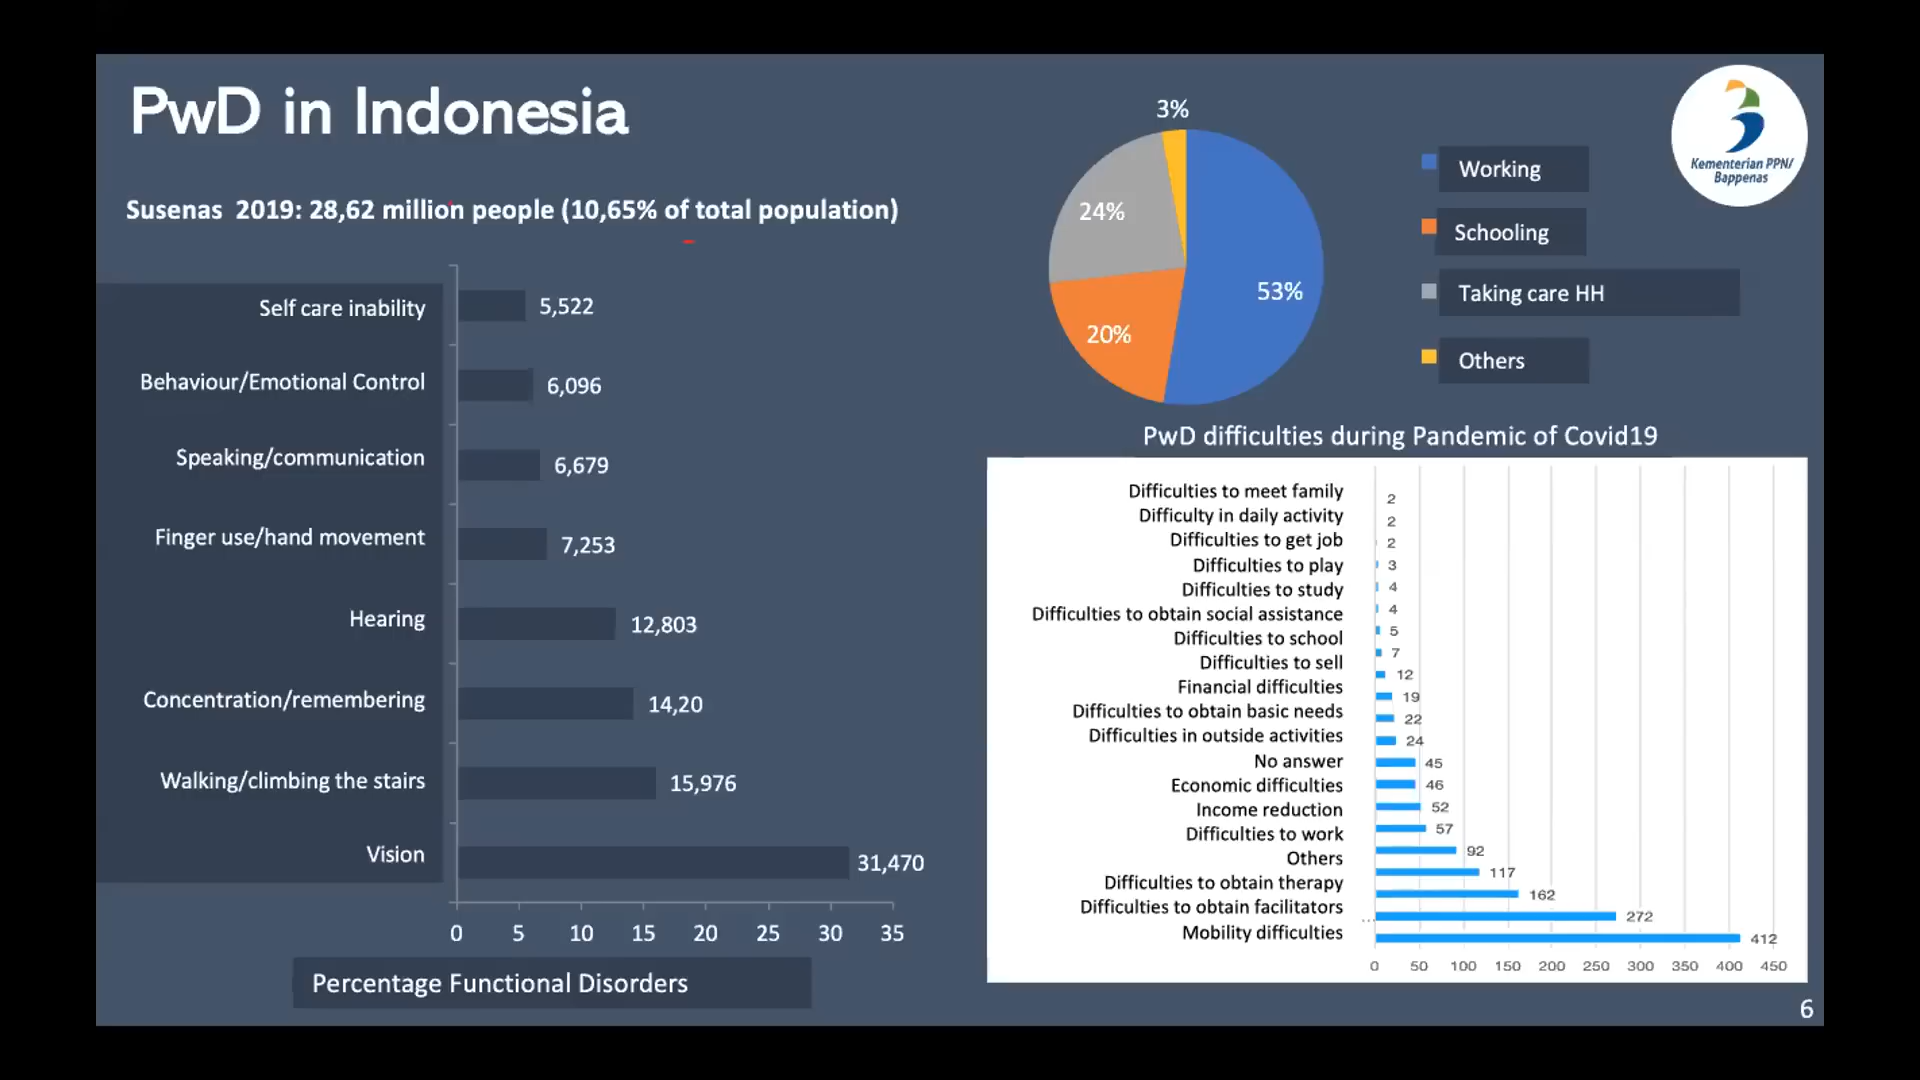 PwD in Indonesia
Susenas 2019: 28,62 million people (10,65% of total population)
Self care inability 5,522
Behaviour/Emotional Control 6,096
Speaking/communication 6,679
Finger use/hand movement 7,253
Hearing 12,803
Concentration/remembering 14,20
Walking/climbing the stairs 15,976
Vision 31,470
0 5 10 15 20 25 30 35
Percentage Functional Disorders
3%
24%
53%
20%
Working
Schooling
Taking care HH
Others
Kementerian PPN/
Bappenas
PwD difficulties during Pandemic of Covid19
Difficulties to meet family
Difficulty in daily activity
Difficulties to get job
Difficulties to play
Difficulties to study
Difficulties to obtain social assistance
Difficulties to school
Difficulties to sell
Financial difficulties
Difficulties to obtain basic needs
Difficulties in outside activities
No answer
Economic difficulties
Income reduction
Difficulties to work
Others
Difficulties to obtain therapy
Difficulties to obtain facilitators
Mobility difficulties
2
2
2
3
4
4
5
7
12
19
22
24
45
46
52
57
92
117
162
... 272
412
0 50 100 150 200 250 300 350 400 450
6